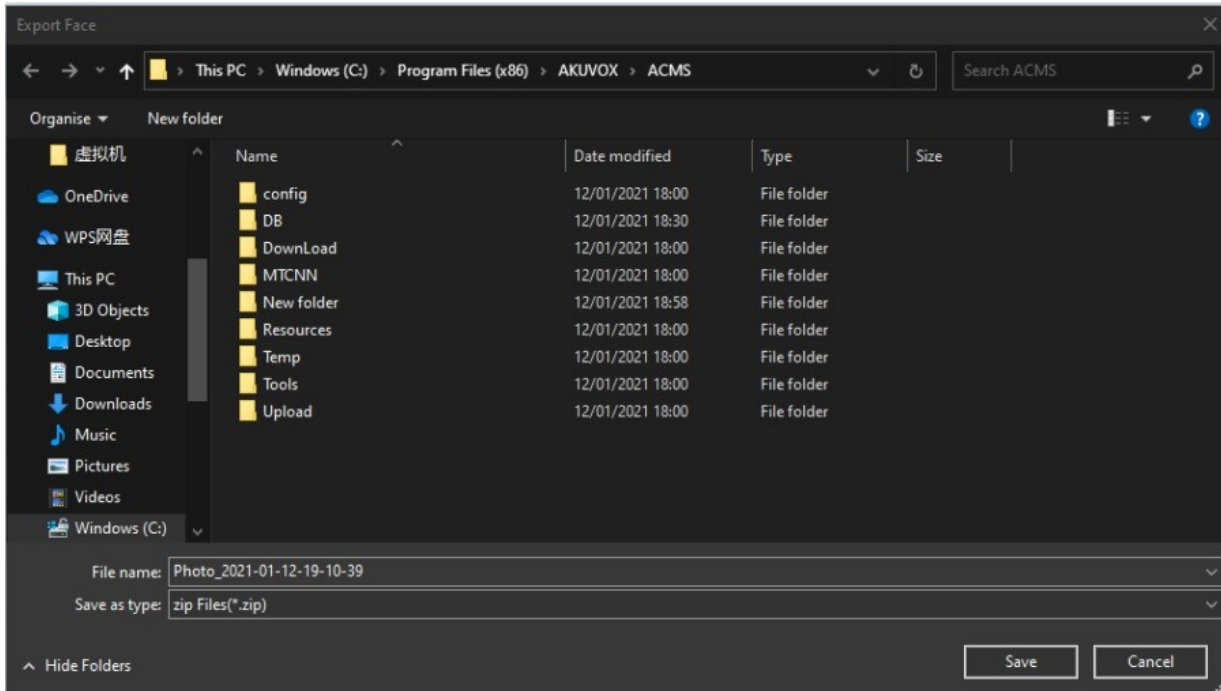 Export Face
This PC > Windows (C:) > Program Files (x86) > AKUVOX > ACMS
Search ACMS
Organise New folder
虚拟机
OneDrive
WPS网盘
This PC
3D Objects
Desktop
Documents
Downloads
Music
Pictures
Videos
Windows (C:)
Name Date modified Type Size
config 12/01/2021 18:00 File folder
DB 12/01/2021 18:30 File folder
DownLoad 12/01/2021 18:00 File folder
MTCNN 12/01/2021 18:00 File folder
New folder 12/01/2021 18:58 File folder
Resources 12/01/2021 18:00 File folder
Temp 12/01/2021 18:00 File folder
Tools 12/01/2021 18:00 File folder
Upload 12/01/2021 18:00 File folder
File name: Photo_2021-01-12-19-10-39
Save as type: zip Files(*.zip)
Hide Folders
Save Cancel